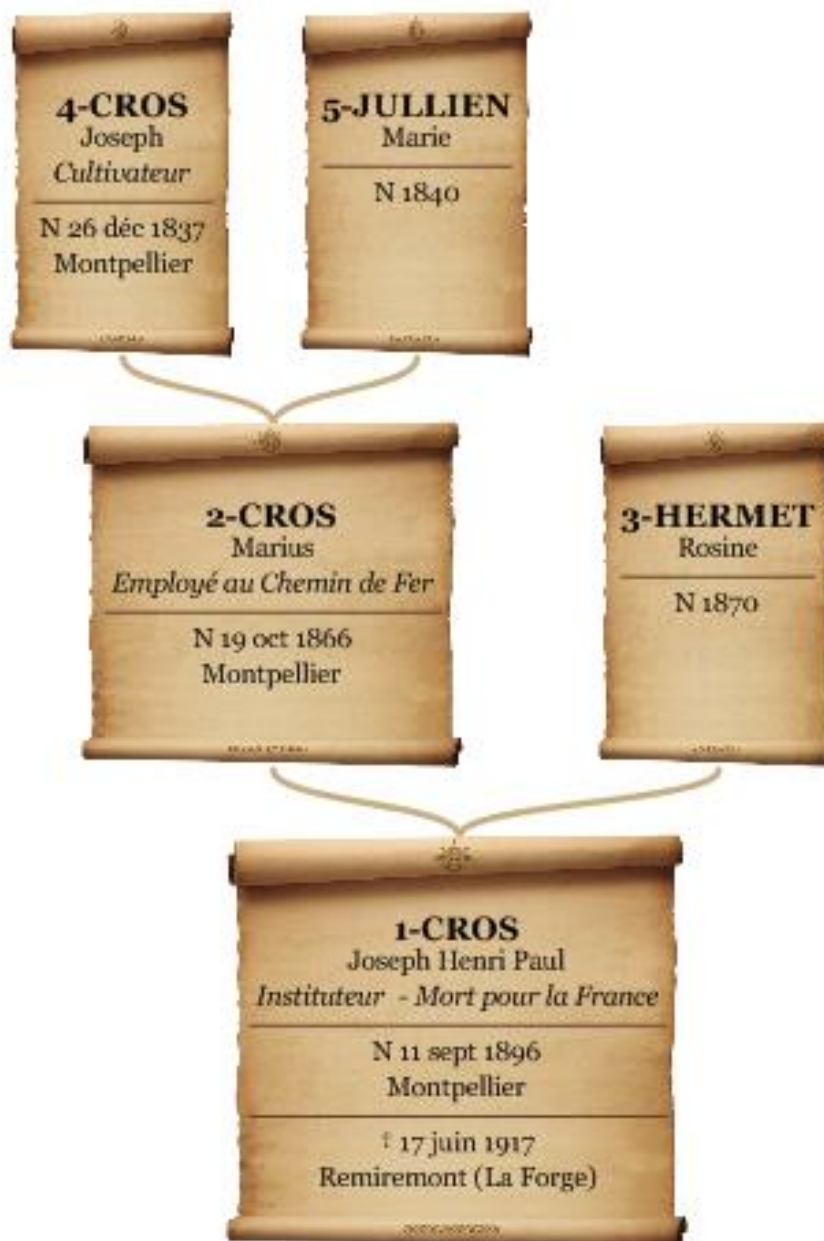 4-CROS
Joseph
Cultivateur
N 26 déc 1837
Montpellier
5-JULLIEN
Marie
N 1840
2-CROS
Marius
Employé au Chemin de Fer
N 19 oct 1866
Montpellier
3-HERMET
Rosine
N 1870
1-CROS
Joseph Henri Paul
Instituteur - Mort pour la France
N 11 sept 1896
Montpellier
† 17 juin 1917
Remiremont (La Forge)